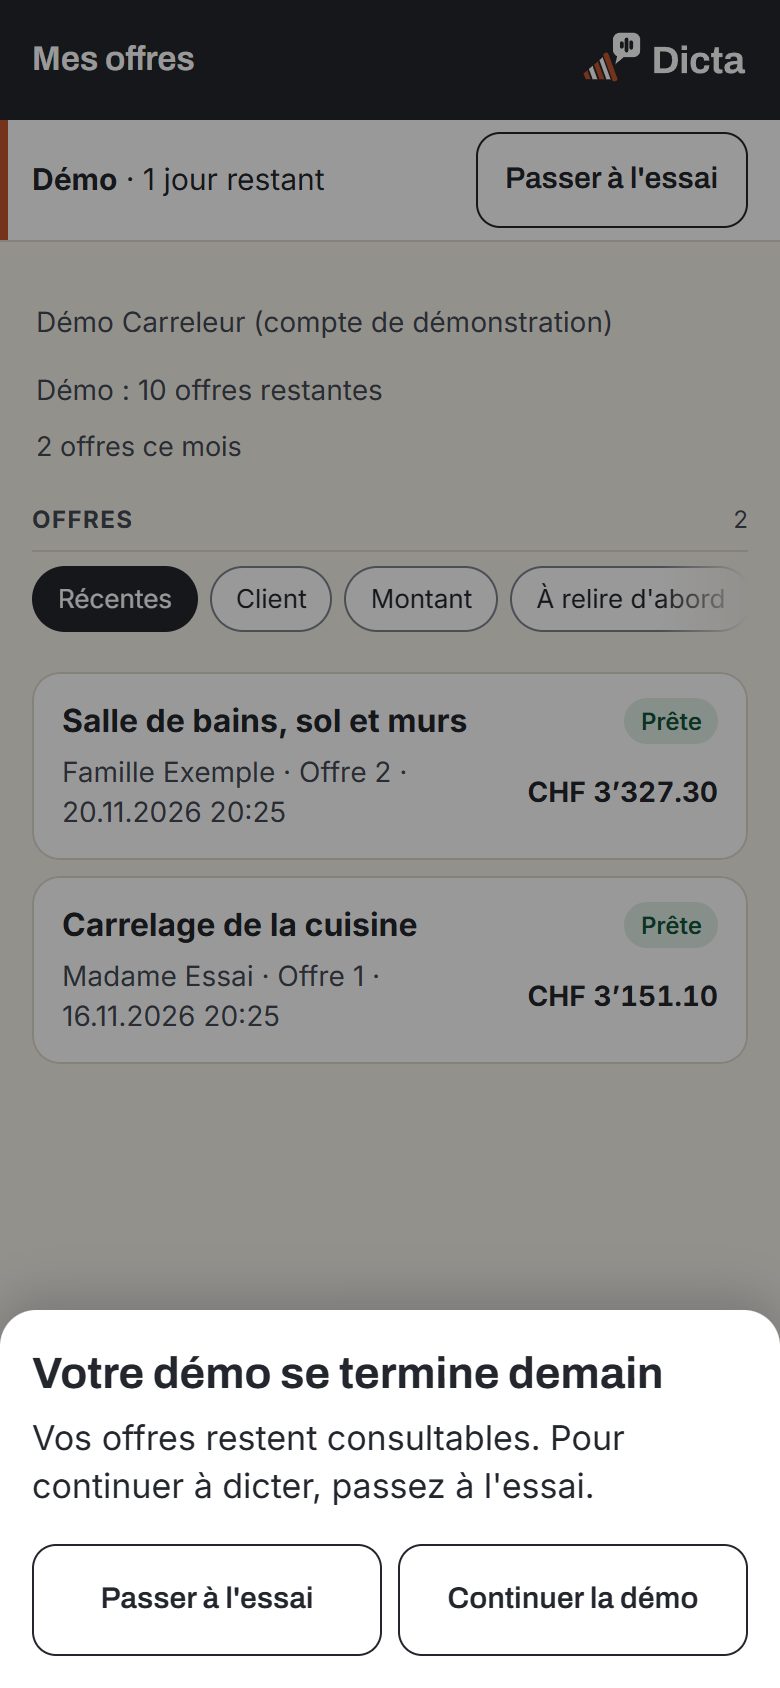 Mes offres
Dicta
Démo · 1 jour restant
Passer à l'essai
Démo Carreleur (compte de démonstration)
Démo : 10 offres restantes
2 offres ce mois
OFFRES 2
Récentes Client Montant À relire d'abord
Salle de bains, sol et murs
Prête
Famille Exemple · Offre 2 ·
20.11.2026 20:25
CHF 3’327.30
Carrelage de la cuisine
Prête
Madame Essai · Offre 1 ·
16.11.2026 20:25
CHF 3’151.10
Votre démo se termine demain
Vos offres restent consultables. Pour
continuer à dicter, passez à l'essai.
Passer à l'essai
Continuer la démo